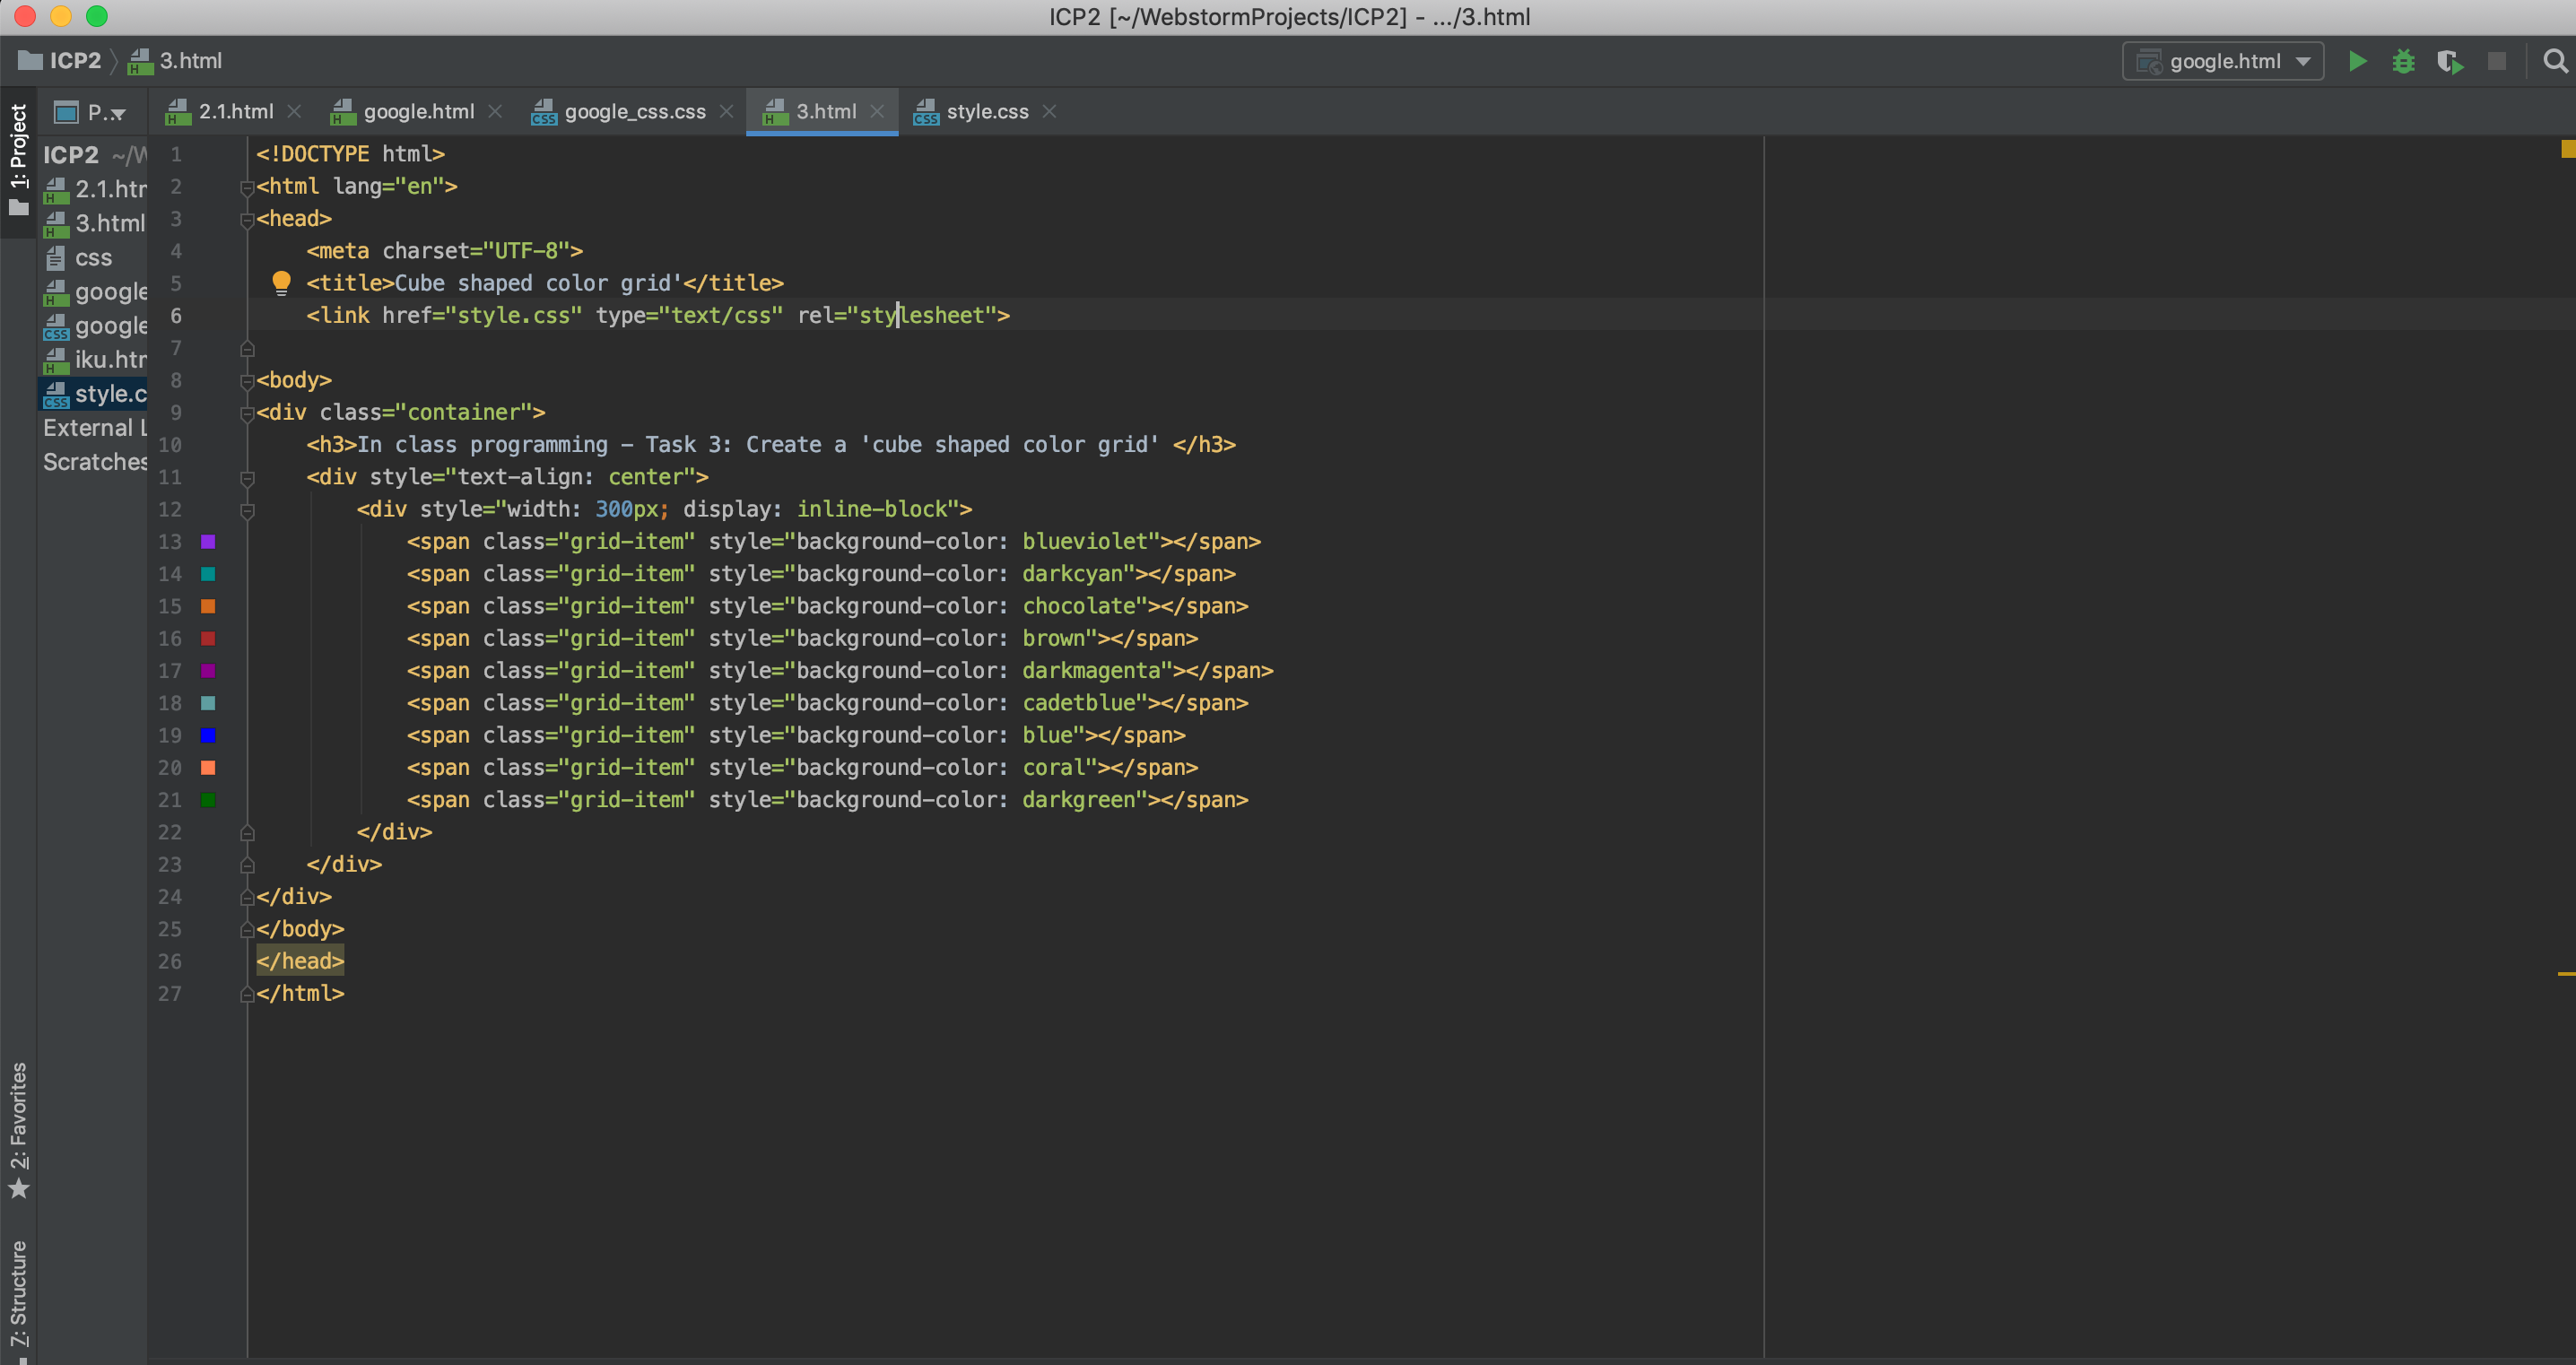 ICP2 [~/WebstormProjects/ICP2] - .../3.html
ICP2 3.html google.html
1: Project P... 2.1.html google.html google_css.css 3.html style.css
ICP2 ~/W
2.1.htm
3.html
css
google
google
iku.htm
style.c
External L
Scratches
2: Favorites
7: Structure
1 <!DOCTYPE html>
2 <html lang="en">
3 <head>
4 <meta charset="UTF-8">
5 <title>Cube shaped color grid'</title>
6 <link href="style.css" type="text/css" rel="stylesheet">
7
8 <body>
9 <div class="container">
10 <h3>In class programming - Task 3: Create a 'cube shaped color grid' </h3>
11 <div style="text-align: center">
12 <div style="width: 300px; display: inline-block">
13 <span class="grid-item" style="background-color: blueviolet"></span>
14 <span class="grid-item" style="background-color: darkcyan"></span>
15 <span class="grid-item" style="background-color: chocolate"></span>
16 <span class="grid-item" style="background-color: brown"></span>
17 <span class="grid-item" style="background-color: darkmagenta"></span>
18 <span class="grid-item" style="background-color: cadetblue"></span>
19 <span class="grid-item" style="background-color: blue"></span>
20 <span class="grid-item" style="background-color: coral"></span>
21 <span class="grid-item" style="background-color: darkgreen"></span>
22 </div>
23 </div>
24 </div>
25 </body>
26 </head>
27 </html>